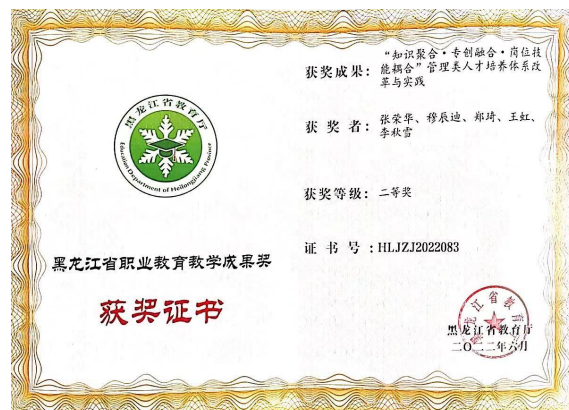 黑龙江省教育厅
Education Department of Heilongjiang Province
黑龙江省职业教育教学成果奖
获奖证书
获奖成果：“知识聚合·专创融合·岗位技
能耦合”管理类人才培养体系改
革与实践
获奖者：张荣华、穆辰迪、郑琦、王虹、
李秋雪
获奖等级：二等奖
证书号：HLJZJ2022083
黑龙江省教育厅
二〇二二年六月